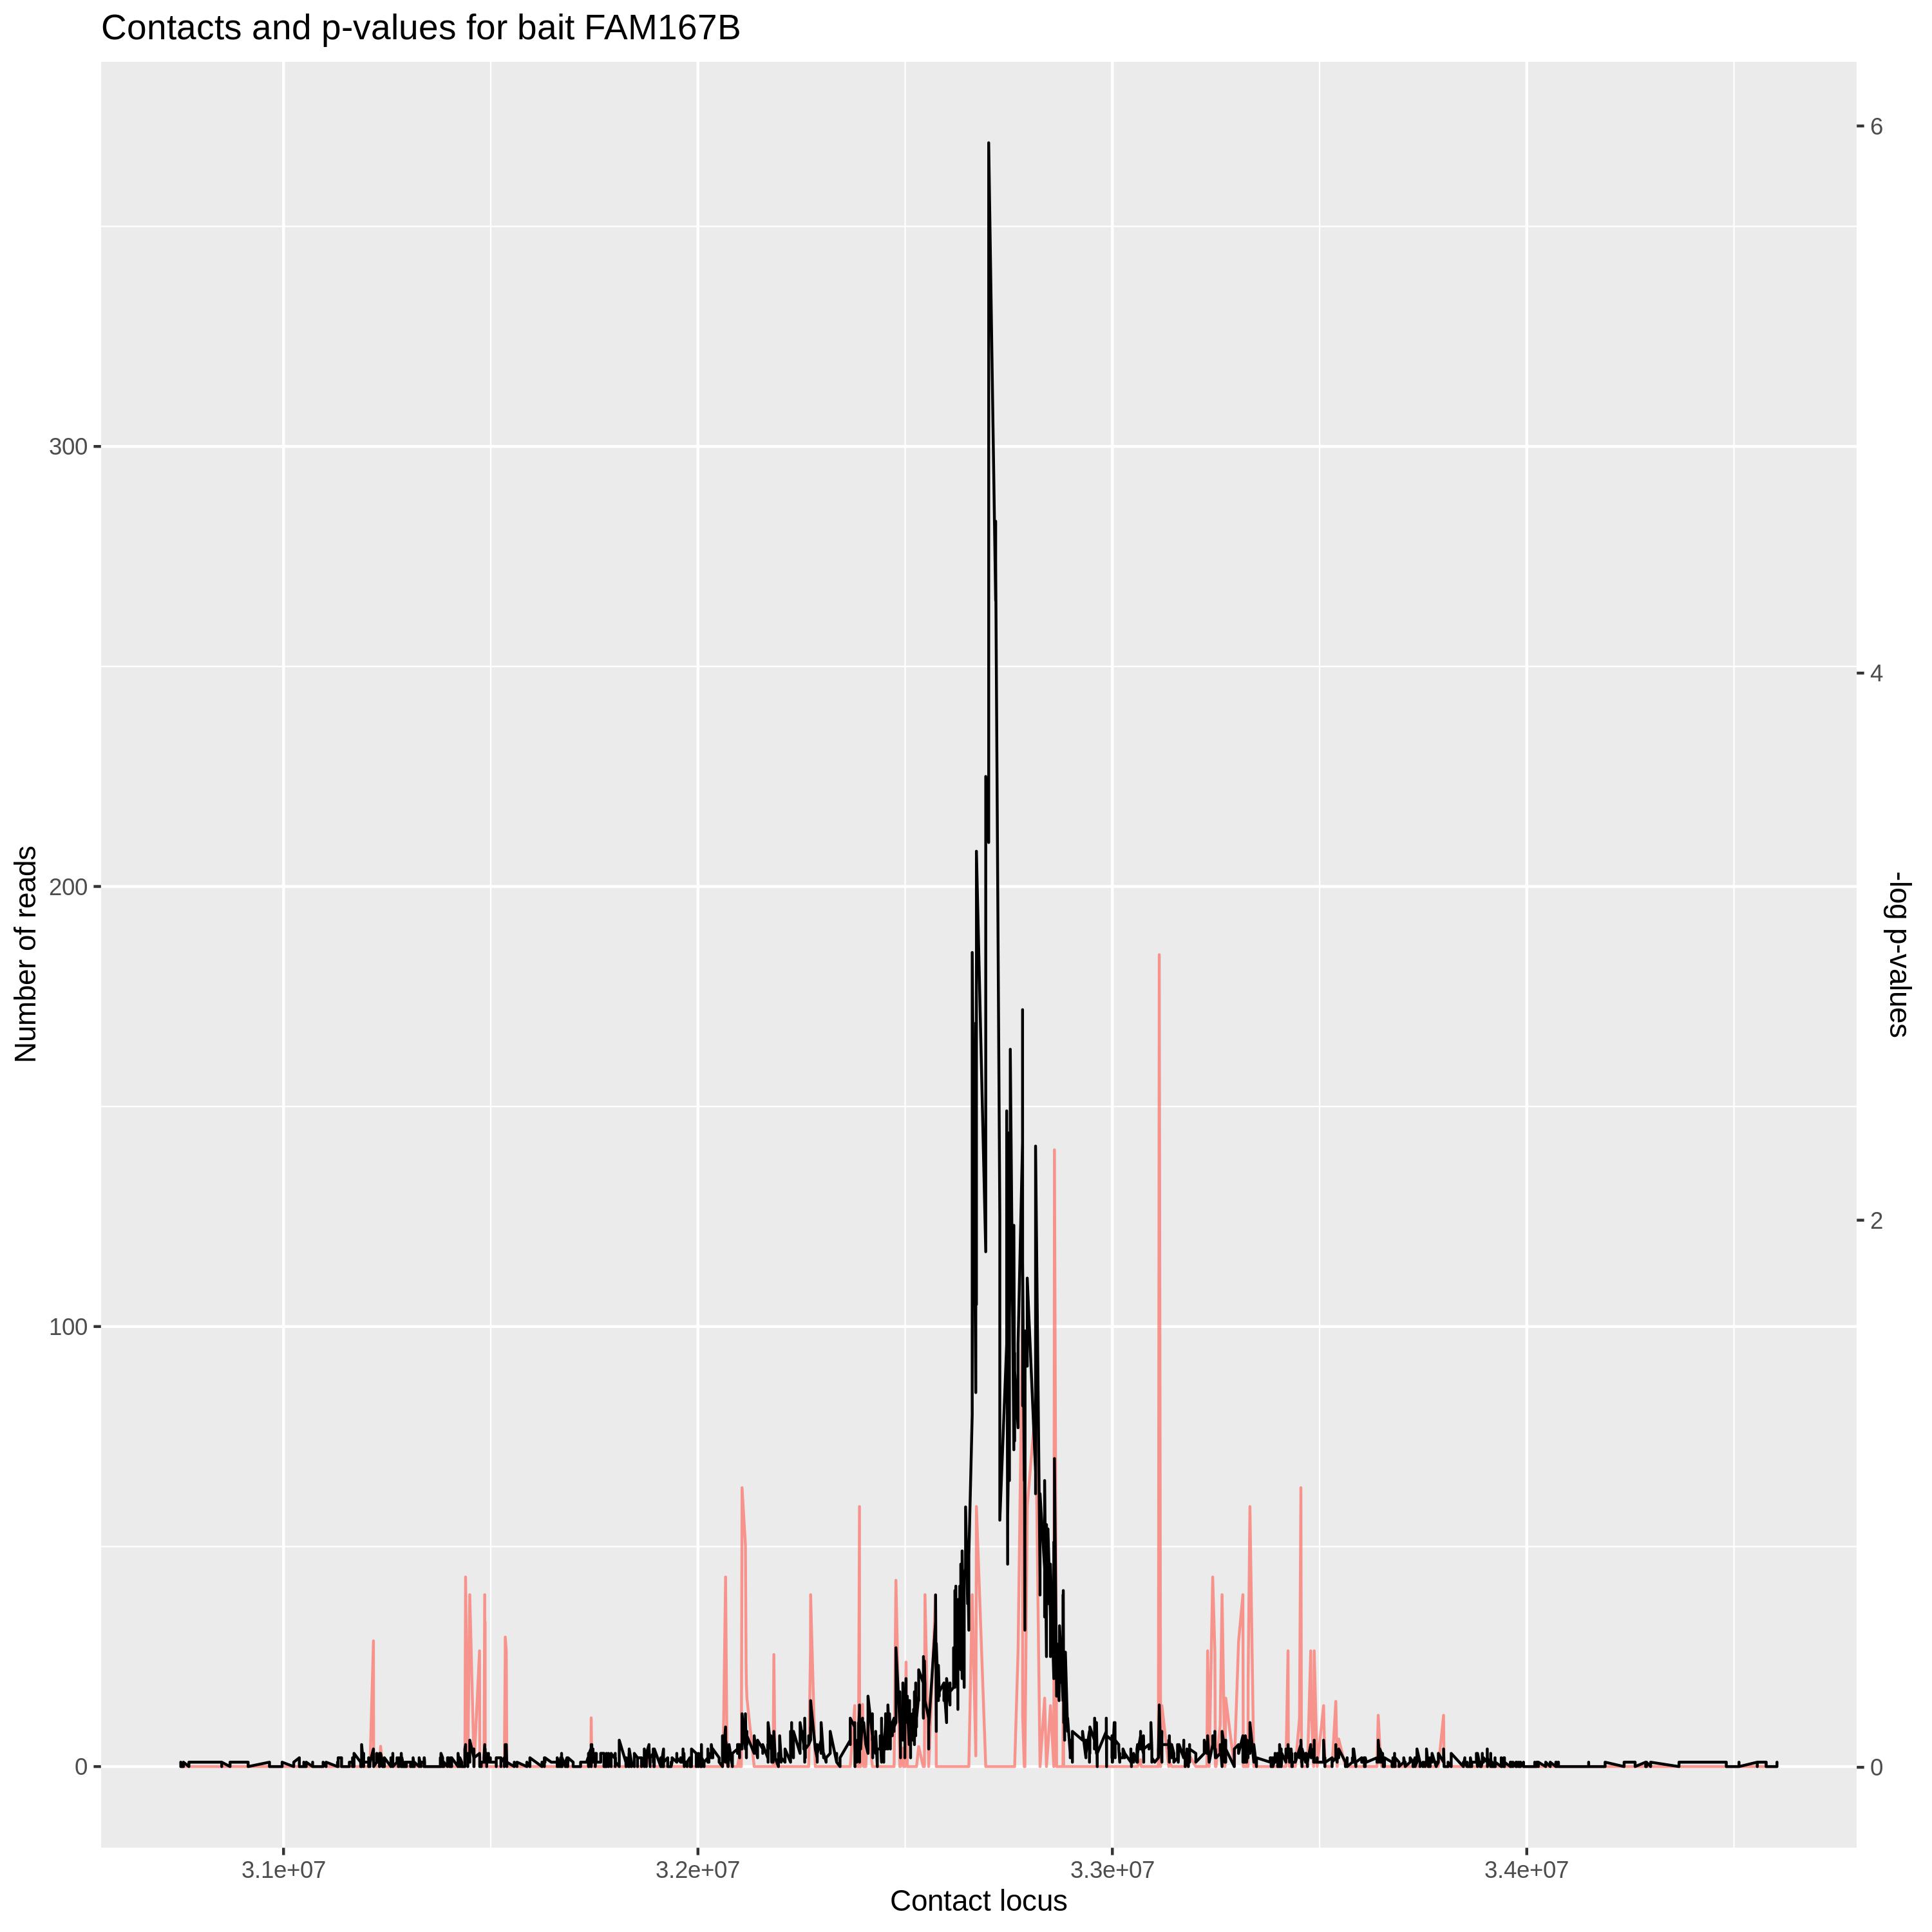 Contacts and p-values for bait FAM167B
Number of reads
300
200
100
0
6
4
2
0
-log p-values
3.1e+07
3.2e+07
3.3e+07
3.4e+07
Contact locus